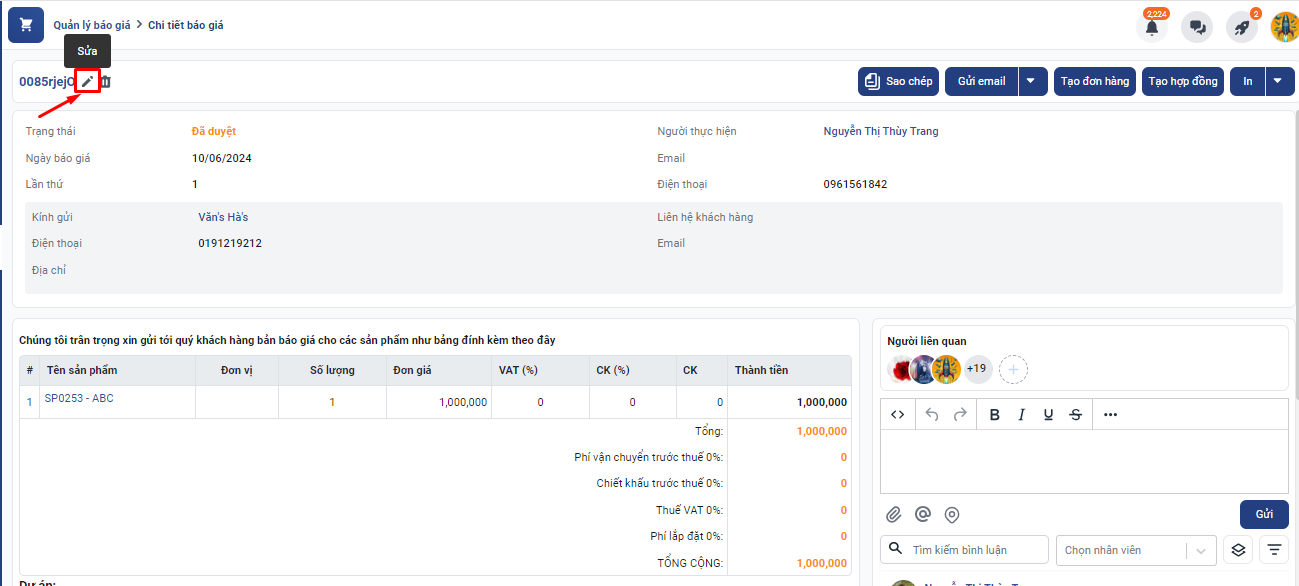 Quản lý báo giá > Chi tiết báo giá
2,224
2
Sửa
0085rjejO
Sao chép
Gửi email
Tạo đơn hàng
Tạo hợp đồng
In
Trạng thái Đã duyệt
Người thực hiện Nguyễn Thị Thùy Trang
Ngày báo giá 10/06/2024
Email
Lần thứ 1
Điện thoại 0961561842
Kính gửi Văn's Hà's
Liên hệ khách hàng
Điện thoại 0191219212
Email
Địa chỉ
Chúng tôi trân trọng xin gửi tới quý khách hàng bản báo giá cho các sản phẩm như bảng đính kèm theo đây
# Tên sản phẩm Đơn vị Số lượng Đơn giá VAT (%) CK (%) CK Thành tiền
1 SP0253 - ABC 1 1,000,000 0 0 0 1,000,000
Tổng: 1,000,000
Phí vận chuyển trước thuế 0%: 0
Chiết khấu trước thuế 0%: 0
Thuế VAT 0%: 0
Phí lắp đặt 0%: 0
TỔNG CỘNG: 1,000,000
Dự án:
Người liên quan
+19
B I U S
Gửi
Tìm kiếm bình luận
Chọn nhân viên